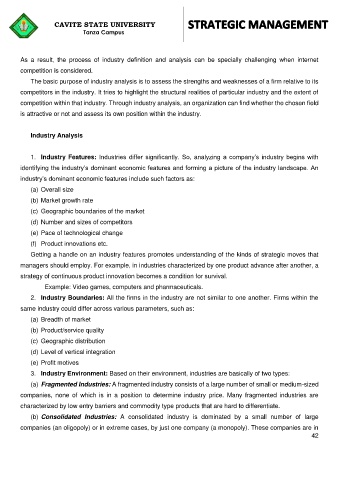 CAVITE STATE UNIVERSITY
Tanza Campus
STRATEGIC MANAGEMENT
As a result, the process of industry definition and analysis can be specially challenging when internet
competition is considered.
The basic purpose of industry analysis is to assess the strengths and weaknesses of a firm relative to its
competitors in the industry. It tries to highlight the structural realities of particular industry and the extent of
competition within that industry. Through industry analysis, an organization can find whether the chosen field
is attractive or not and assess its own position within the industry.
Industry Analysis
1. Industry Features: Industries differ significantly. So, analyzing a company's industry begins with
identifying the industry's dominant economic features and forming a picture of the industry landscape. An
industry's dominant economic features include such factors as:
(a) Overall size
(b) Market growth rate
(c) Geographic boundaries of the market
(d) Number and sizes of competitors
(e) Pace of technological change
(f) Product innovations etc.
Getting a handle on an industry features promotes understanding of the kinds of strategic moves that
managers should employ. For example, in industries characterized by one product advance after another, a
strategy of continuous product innovation becomes a condition for survival.
Example: Video games, computers and pharmaceuticals.
2. Industry Boundaries: All the firms in the industry are not similar to one another. Firms within the
same industry could differ across various parameters, such as:
(a) Breadth of market
(b) Product/service quality
(c) Geographic distribution
(d) Level of vertical integration
(e) Profit motives
3. Industry Environment: Based on their environment, industries are basically of two types:
(a) Fragmented Industries: A fragmented industry consists of a large number of small or medium-sized
companies, none of which is in a position to determine industry price. Many fragmented industries are
characterized by low entry barriers and commodity type products that are hard to differentiate.
(b) Consolidated Industries: A consolidated industry is dominated by a small number of large
companies (an oligopoly) or in extreme cases, by just one company (a monopoly). These companies are in
42